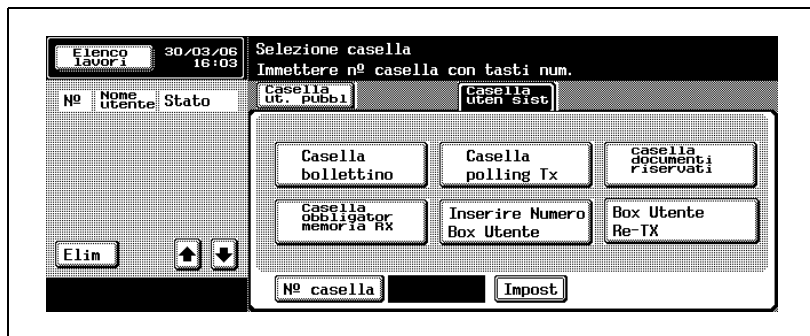 Elenco lavori
30/03/06
16:03
Selezione casella
Immettere nº casella con tasti num.
Nº Nome utente Stato
Casella ut. pubbl
Casella uten sist
Casella bollettino
Casella polling Tx
casella documenti riservati
Casella obbligator memoria RX
Inserire Numero Box Utente
Box Utente Re-TX
Elim
Nº casella
Impost